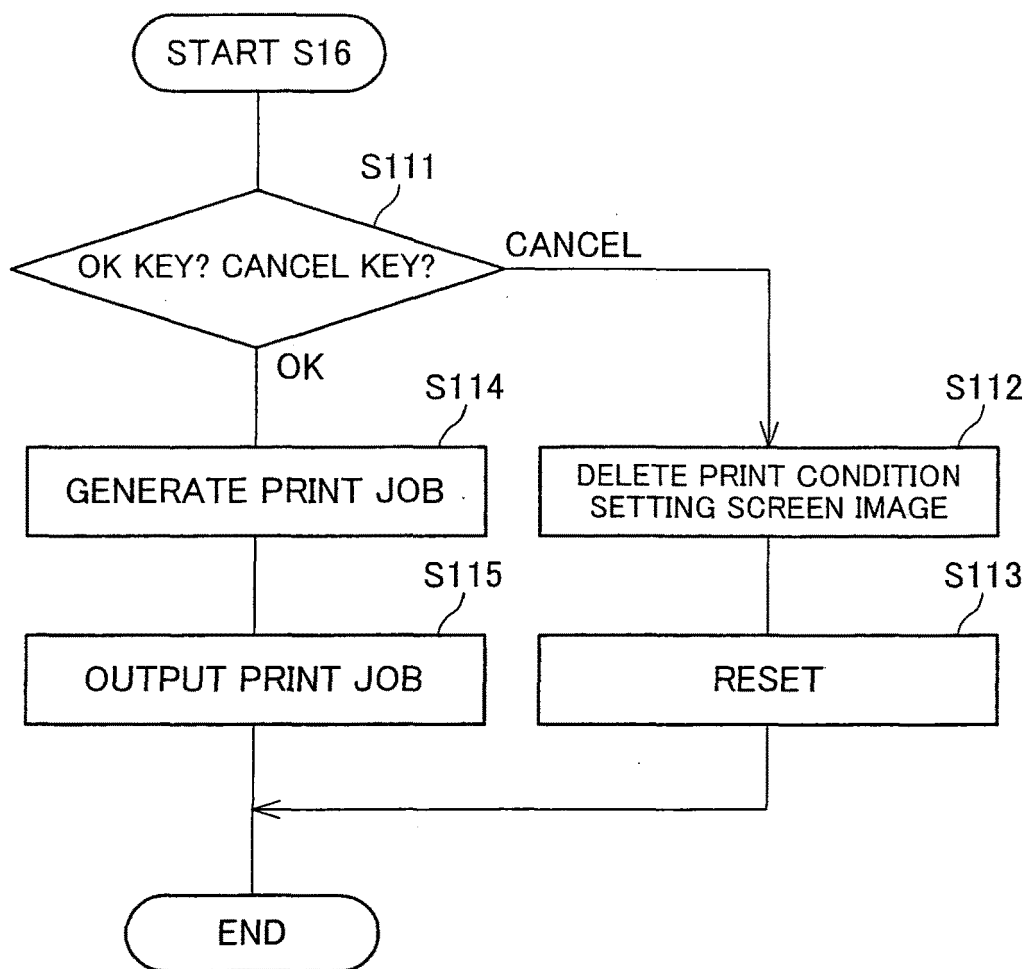 START S16
S111
OK KEY? CANCEL KEY?
CANCEL
OK
S114
GENERATE PRINT JOB
S112
DELETE PRINT CONDITION
SETTING SCREEN IMAGE
S115
OUTPUT PRINT JOB
S113
RESET
END